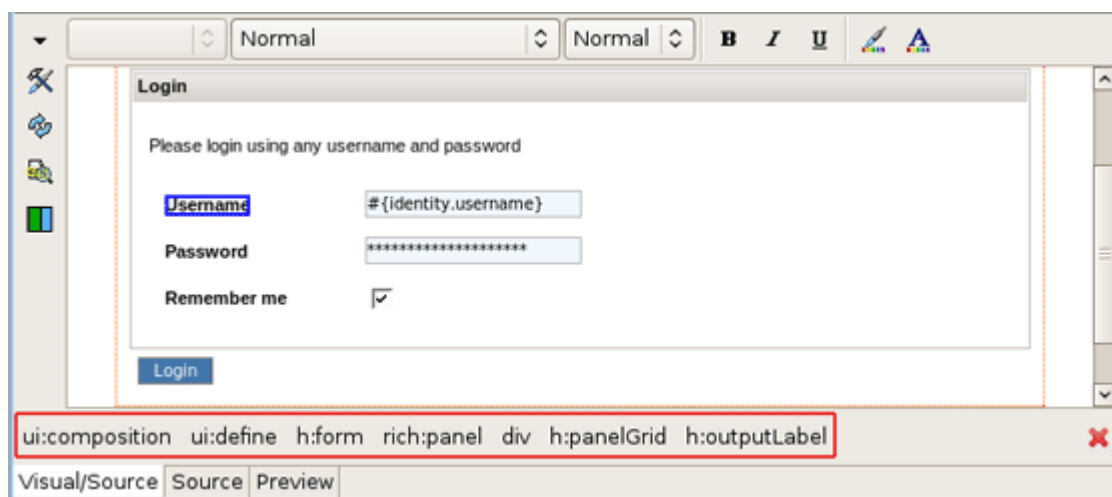 Normal Normal B I U A
Login
Please login using any username and password
Username #{identity.username}
Password ********************
Remember me
Login
ui:composition ui:define h:form rich:panel div h:panelGrid h:outputLabel
Visual/Source Source Preview